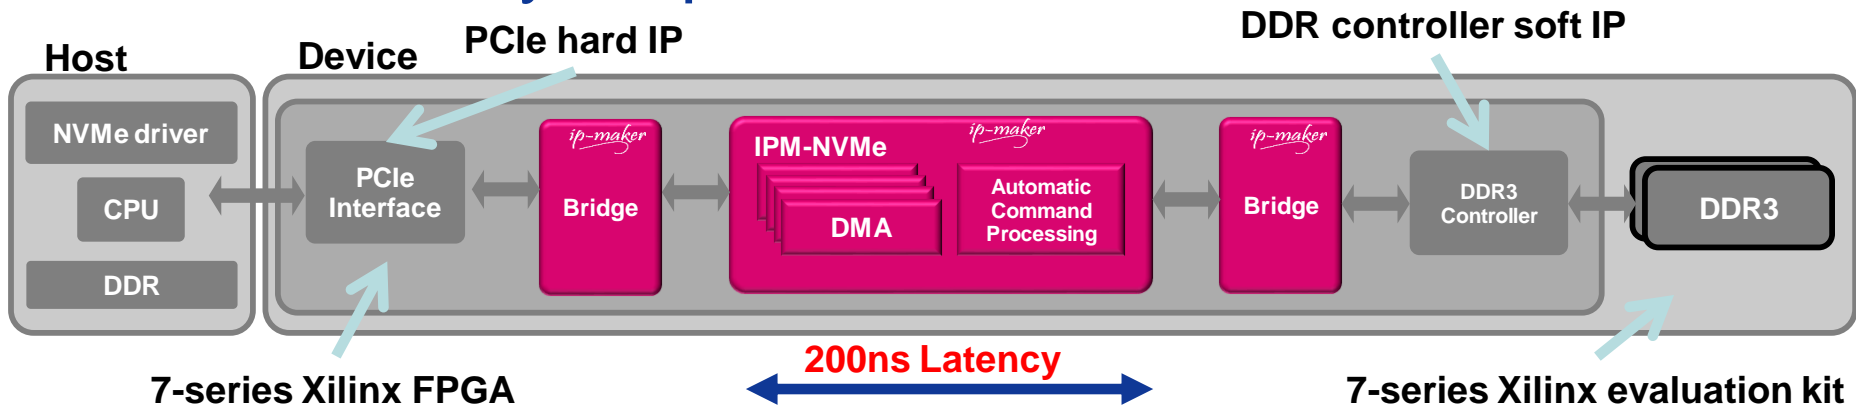 PCIe hard IP
DDR controller soft IP
Host
Device
NVMe driver
CPU
DDR
PCIe
Interface
ip-maker
Bridge
IPM-NVMe
ip-maker
DMA
Automatic
Command
Processing
ip-maker
Bridge
DDR3
Controller
DDR3
200ns Latency
7-series Xilinx FPGA
7-series Xilinx evaluation kit